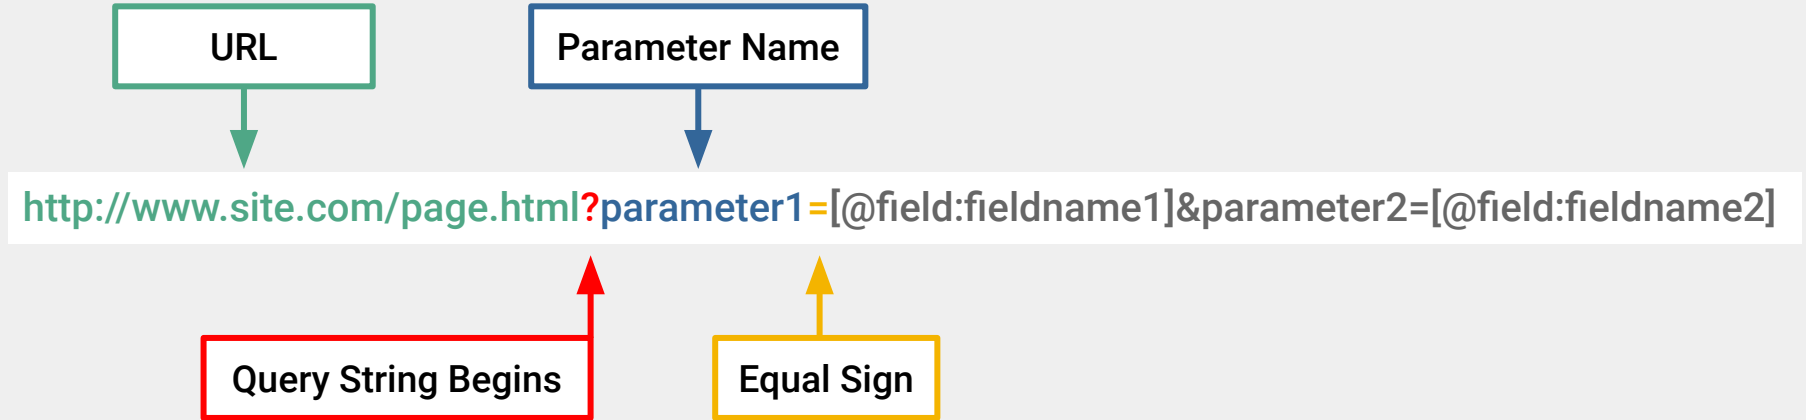 URL
Parameter Name
http://www.site.com/page.html?parameter1=[@field:fieldname1]&parameter2=[@field:fieldname2]
Query String Begins
Equal Sign